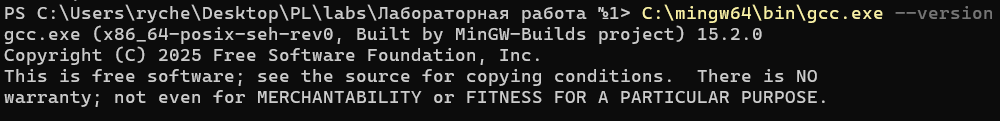 PS C:\Users\ryche\Desktop\PL\labs\Лабораторная работа №1> C:\mingw64\bin\gcc.exe --version
gcc.exe (x86_64-posix-seh-rev0, Built by MinGW-Builds project) 15.2.0
Copyright (C) 2025 Free Software Foundation, Inc.
This is free software; see the source for copying conditions.  There is NO
warranty; not even for MERCHANTABILITY or FITNESS FOR A PARTICULAR PURPOSE.